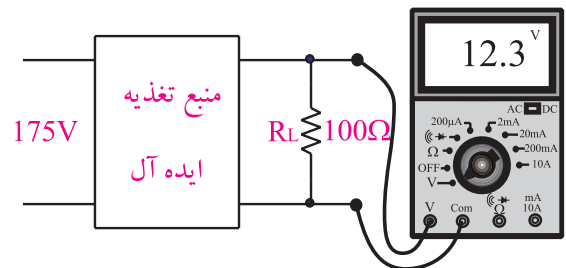 175V
منبع تغذیه
ایده آل
RL 100Ω
12.3 V
AC DC
200µA
2mA
20mA
200mA
10A
Ω
OFF
V
V
Com
Ω
mA
10A